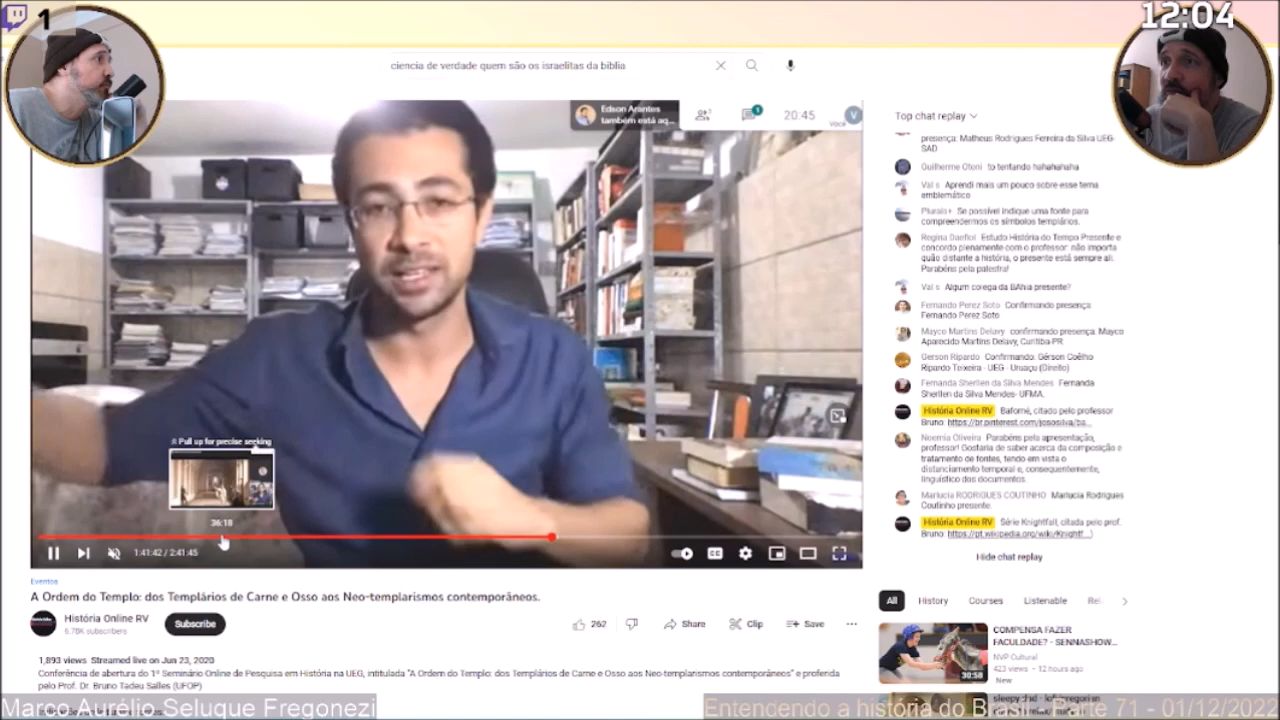 1
12:04
ciencia de verdade quem são os israelitas da biblia
Edson Arantes
também está aq...
2
1
20.45
V
Você
Pull up for precise seeking
36:18
1:41:42 / 2:41:45
Top chat replay
presença: Matheus Rodrigues Ferreira da Silva UEG-
SAD
Guilherme Otoni to tentando hahahahaha
Val s Aprendi mais um pouco sobre esse tema
emblemático
Plurais+ Se possível indique uma fonte para
compreendermos os símbolos templários.
Regina Estudo História do Tempo Presente e
concordo plenamente com o professor: não importa
quão distante a história, o presente está sempre ali.
Parabéns pela palestra!
Val s Algum colega da BAhia presente?
Fernando Perez Soto Confirmando presença:
Fernando Perez Soto
Mayco Martins Delavy confirmando presença. Mayco
Aparecido Martins Delavy, Curitiba-PR
Gerson Ripardo Confirmando: Gérson Coêlho
Ripardo Teixeira - UEG - Uruaçu (Direito)
Fernanda Sherllen da Silva Mendes Fernanda
Sherllen da Silva Mendes- UFMA.
História Online RV Bafomé, citado pelo professor
Bruno: https://br.pinterest.com/jososilva/ba...
Noemia Oliveira Parabéns pela apresentação,
professor! Gostaria de saber acerca da composição e
tratamento de fontes, tendo em vista o
distanciamento temporal e, consequentemente,
linguístico dos documentos.
Marlucia RODRIGUES COUTINHO Marlucia Rodrigues
Coutinho presente.
História Online RV Série Knightfall, citada pelo prof.
Bruno: https://pt.wikipedia.org/wiki/Knightf...)
Hide chat replay
Eventos
A Ordem do Templo: dos Templários de Carne e Osso aos Neo-templarismos contemporâneos.
História Online RV
6.78K subscribers
Subscribe
262
Share
Clip
Save
1,893 views Streamed live on Jun 23, 2020
Conferência de abertura do 1º Seminário Online de Pesquisa em História na UEG, intitulada "A Ordem do Templo: dos Templários de Carne e Osso aos Neo-templarismos contemporâneos" e proferida
pelo Prof. Dr. Bruno Tadeu Salles (UFOP)
All
History
Courses
Listenable
Rel
COMPENSA FAZER
FACULDADE? - SENNASHOW...
NVP Cultural
423 views • 12 hours ago
New
30:58
Marco Aurélio Seluque Fregonezi
Entencendo a história do Brasil - Parte 71 - 01/12/2022